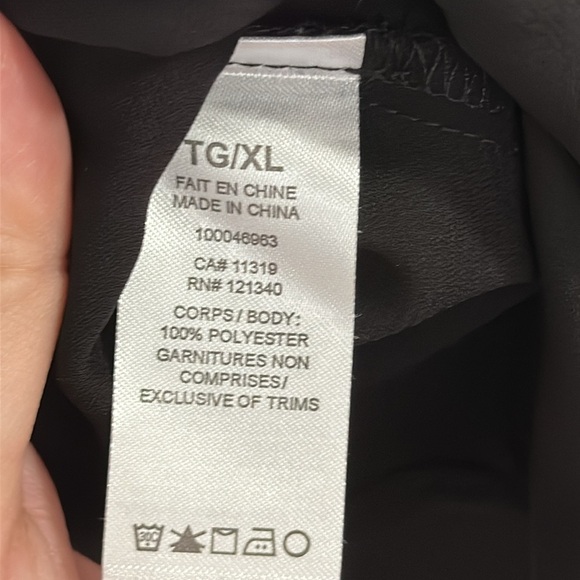 TG/XL
FAIT EN CHINE
MADE IN CHINA
100046963
CA# 11319
RN# 121340
CORPS / BODY:
100% POLYESTER
GARNITURES NON
COMPRISES/
EXCLUSIVE OF TRIMS